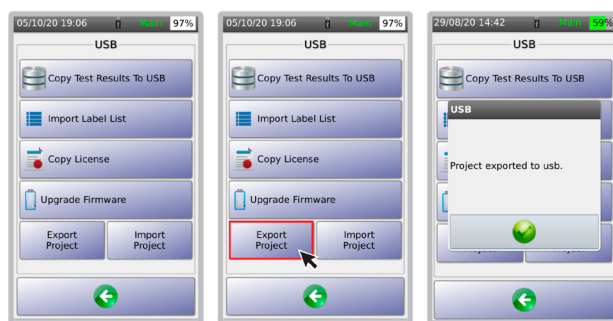 05/10/20 19:06 Main 97%
USB
Copy Test Results To USB
Import Label List
Copy License
Upgrade Firmware
Export
Project
Import
Project
05/10/20 19:06 Main 97%
USB
Copy Test Results To USB
Import Label List
Copy License
Upgrade Firmware
Export
Project
Import
Project
29/08/20 14:42 Main 59%
USB
Copy Test Results To USB
USB
Project exported to usb.